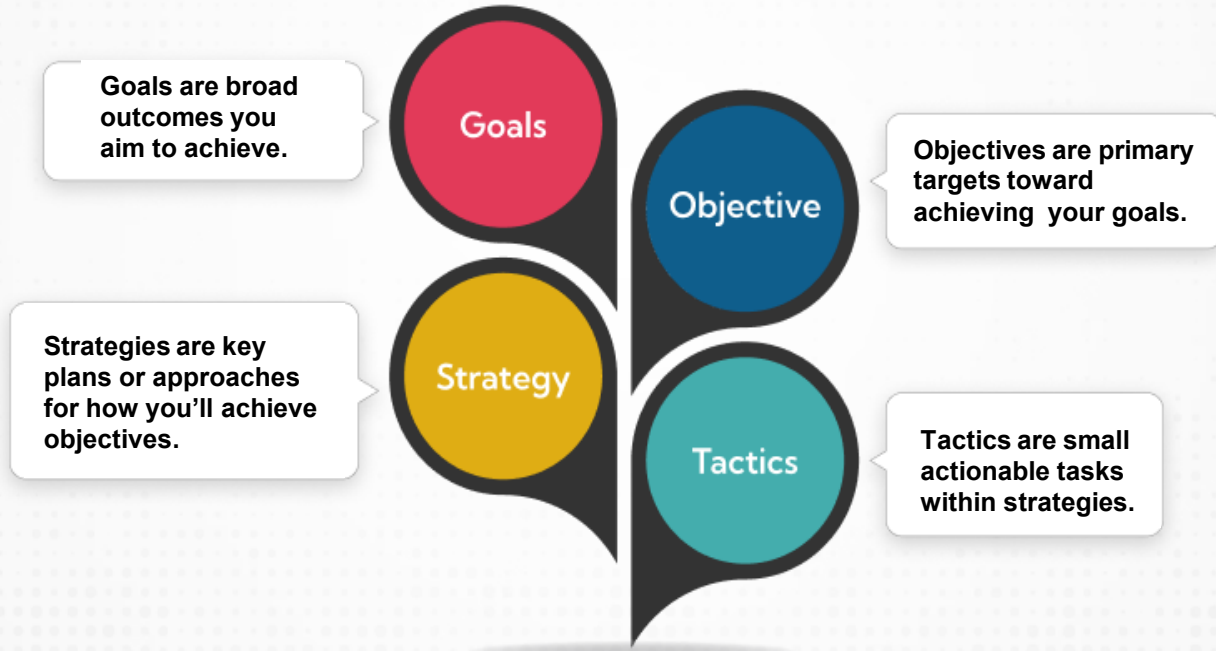 Goals are broad
outcomes you
aim to achieve.
Goals
Objective
Objectives are primary
targets toward
achieving  your goals.
Strategies are key
plans or approaches
for how you’ll achieve
objectives.
Strategy
Tactics
Tactics are small
actionable tasks
within strategies.